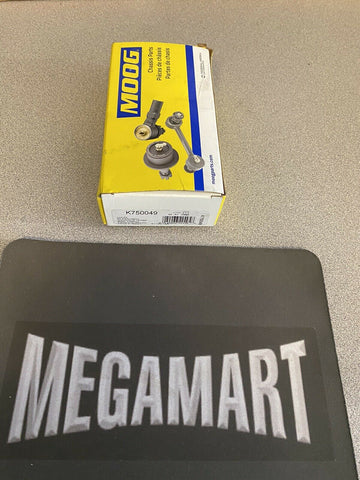 MOOG
Chassis Parts
Pièces de châssis
Partes de chasis
moogparts.com
K750049
MEGAMART